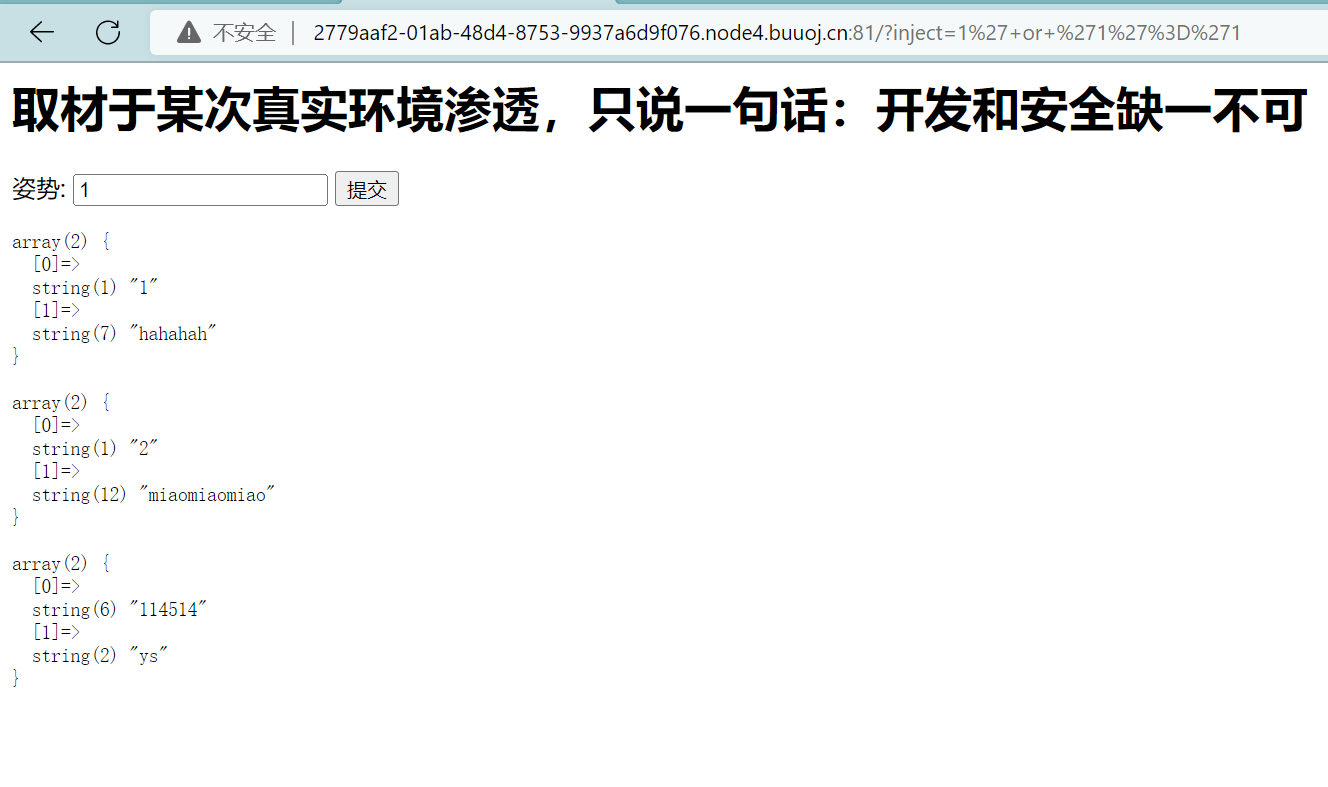 不安全 | 2779aaf2-01ab-48d4-8753-9937a6d9f076.node4.buuoj.cn:81/?inject=1%27+or+%271%27%3D%271
取材于某次真实环境渗透，只说一句话：开发和安全缺一不可
姿势: 1 提交
array(2) {
  [0]=>
  string(1) "1"
  [1]=>
  string(7) "hahahah"
}
array(2) {
  [0]=>
  string(1) "2"
  [1]=>
  string(12) "miaomiaomiao"
}
array(2) {
  [0]=>
  string(6) "114514"
  [1]=>
  string(2) "ys"
}